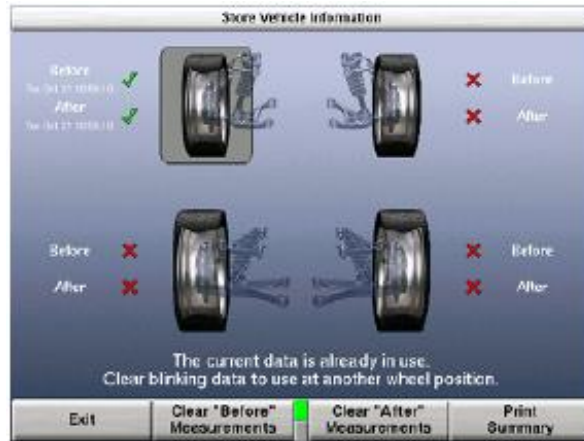 Store Vehicle Information
Before
After
Before
After
Before
After
Before
After
The current data is already in use.
Clear blinking data to use at another wheel position.
Exit
Clear "Before"
Measurements
Clear "After"
Measurements
Print
Summary